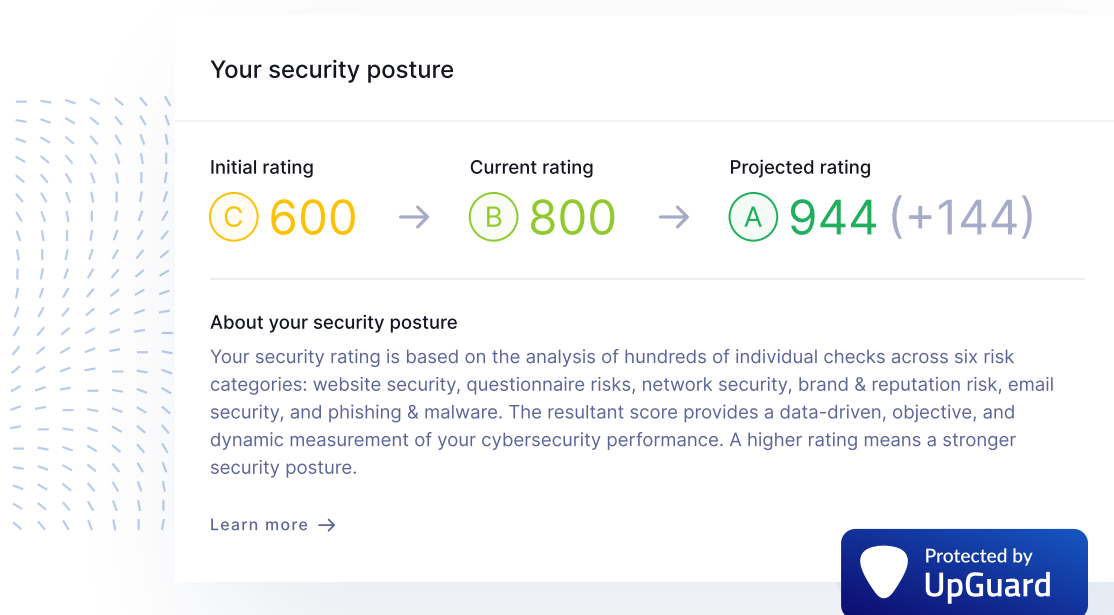 Your security posture
Initial rating
Current rating
Projected rating
C 600 → B 800 → A 944 (+144)
About your security posture
Your security rating is based on the analysis of hundreds of individual checks across six risk
categories: website security, questionnaire risks, network security, brand & reputation risk, email
security, and phishing & malware. The resultant score provides a data-driven, objective, and
dynamic measurement of your cybersecurity performance. A higher rating means a stronger
security posture.
Learn more →
Protected by
UpGuard